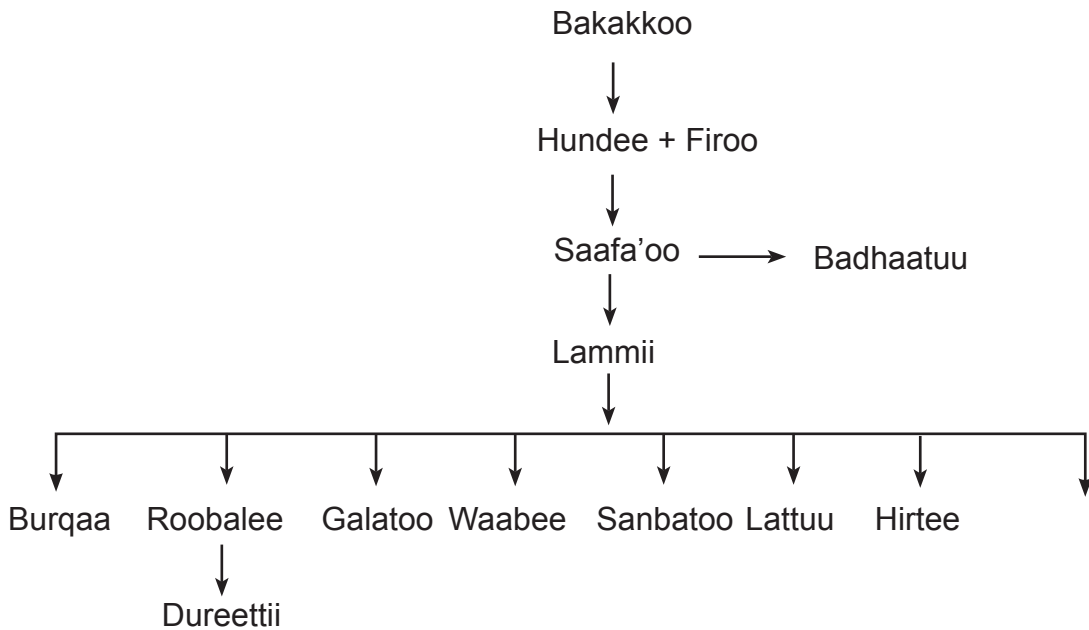 Bakakkoo
Hundee + Firoo
Saafa’oo
Badhaatuu
Lammii
Burqaa
Roobalee
Galatoo
Waabee
Sanbatoo
Lattuu
Hirtee
Dureettii